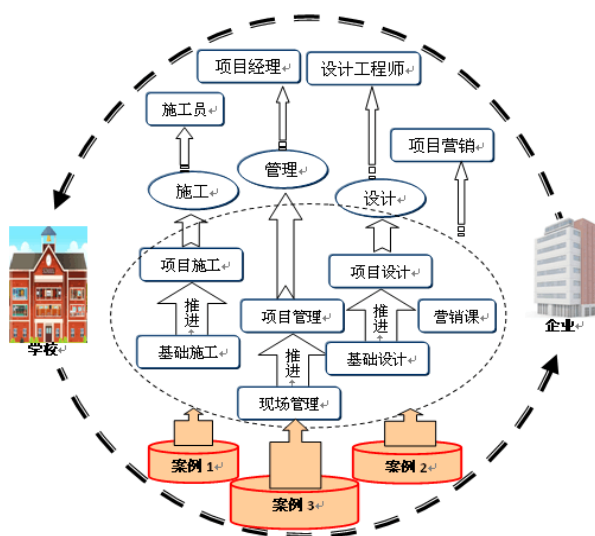 项目经理
设计工程师
施工员
项目营销
管理
施工
设计
项目施工
项目设计
推进
项目管理
推进
营销课
学校
企业
基础施工
推进
基础设计
现场管理
案例 1
案例 2
案例 3